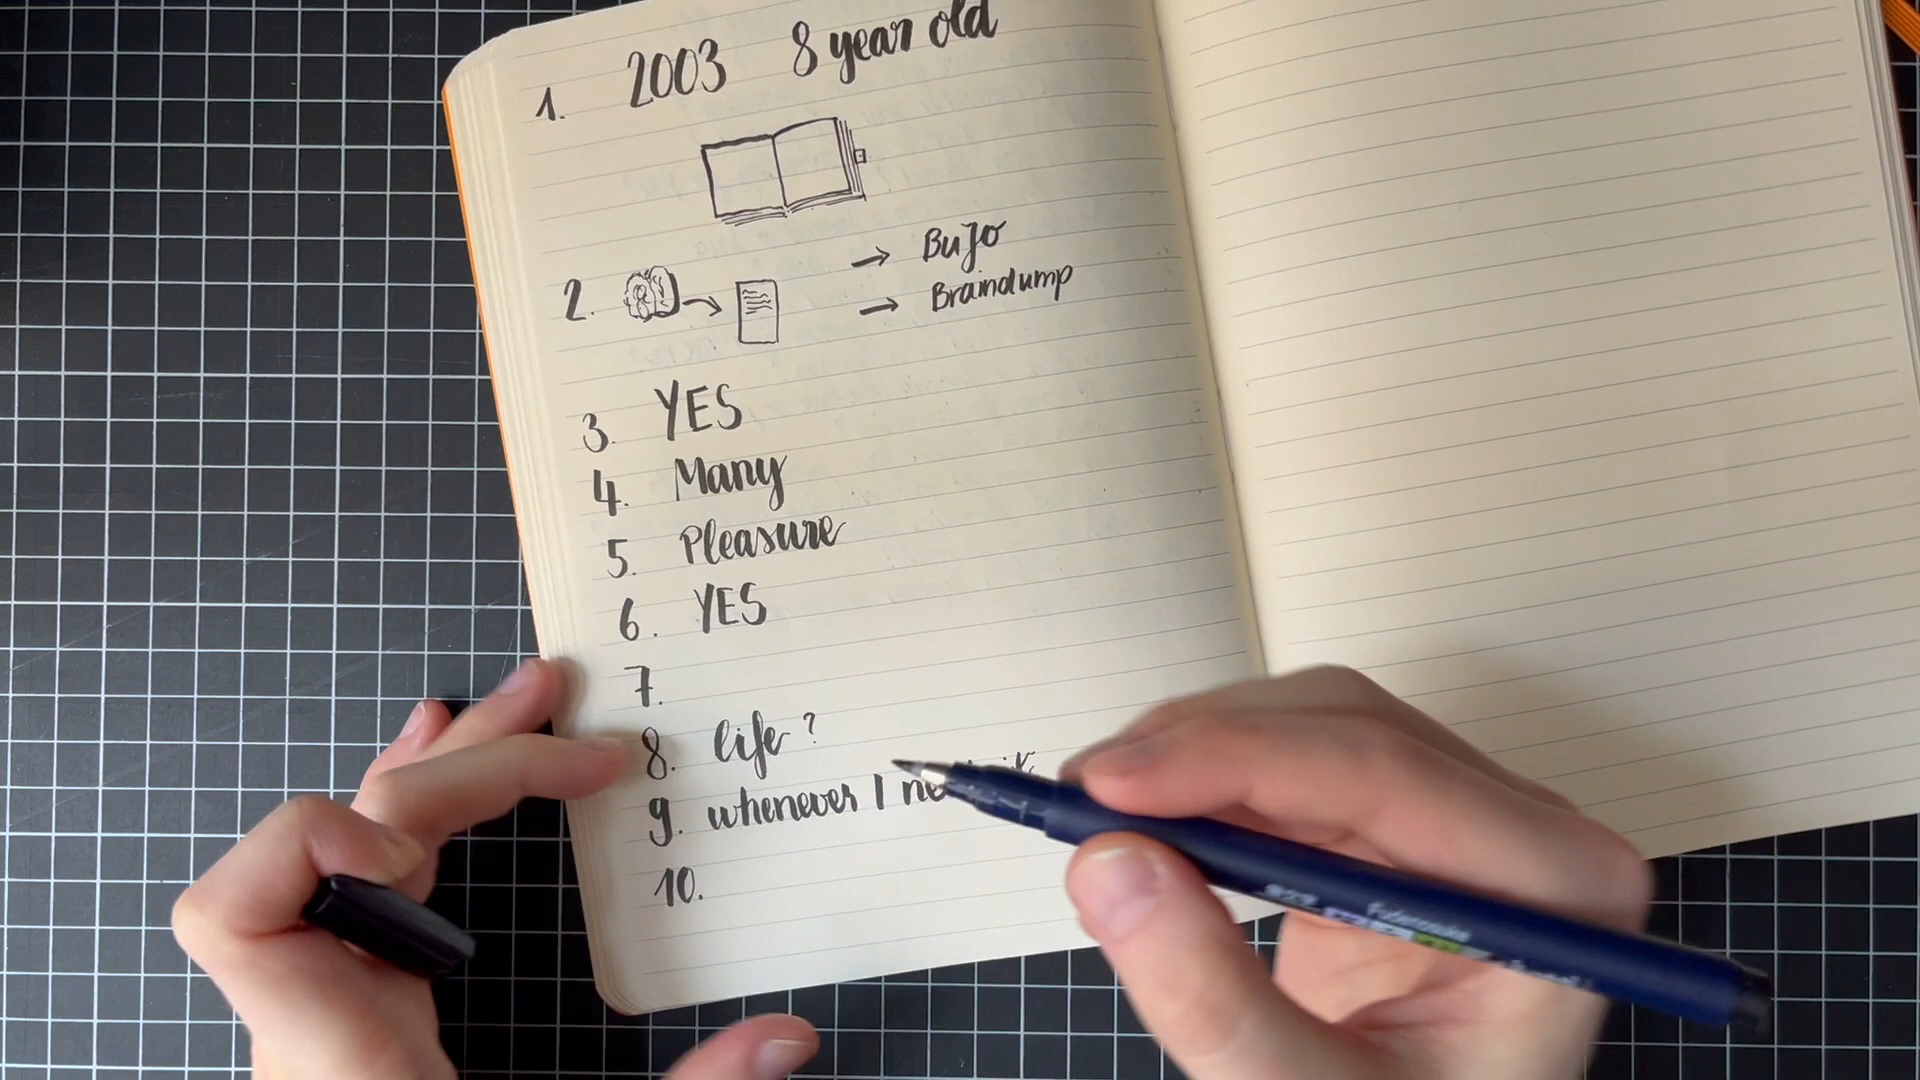 1. 2003 8 year old
2. → → BuJo
→ Braindump
3. YES
4. Many
5. Pleasure
6. YES
7.
8. life ?
9. whenever I
10.